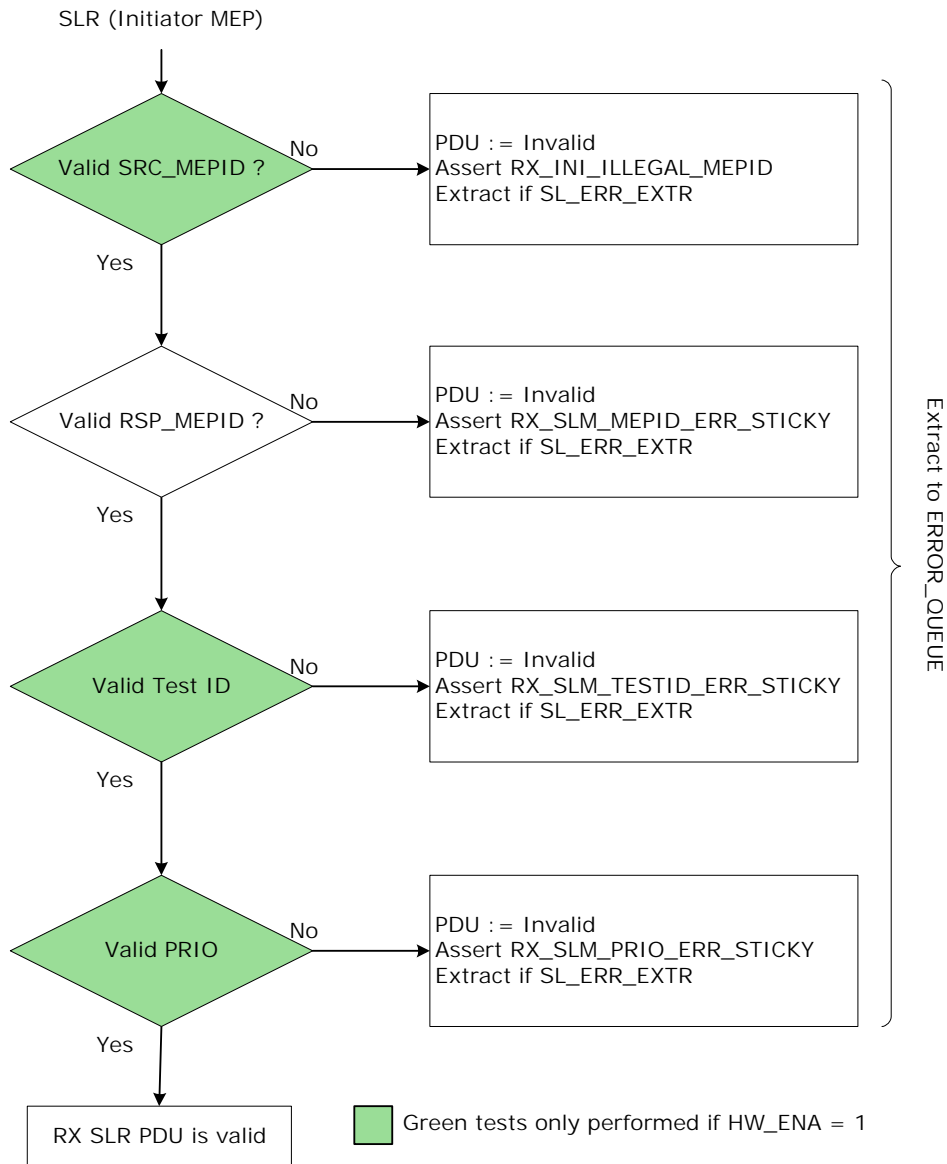 SLR (Initiator MEP)
Valid SRC_MEPID ?
No
PDU : = Invalid
Assert RX_INI_ILLEGAL_MEPID
Extract if SL_ERR_EXTR
Yes
Valid RSP_MEPID ?
No
PDU : = Invalid
Assert RX_SLM_MEPID_ERR_STICKY
Extract if SL_ERR_EXTR
Yes
Valid Test ID
No
PDU : = Invalid
Assert RX_SLM_TESTID_ERR_STICKY
Extract if SL_ERR_EXTR
Yes
Valid PRIO
No
PDU : = Invalid
Assert RX_SLM_PRIO_ERR_STICKY
Extract if SL_ERR_EXTR
Yes
Extract to ERROR_QUEUE
RX SLR PDU is valid
Green tests only performed if HW_ENA = 1